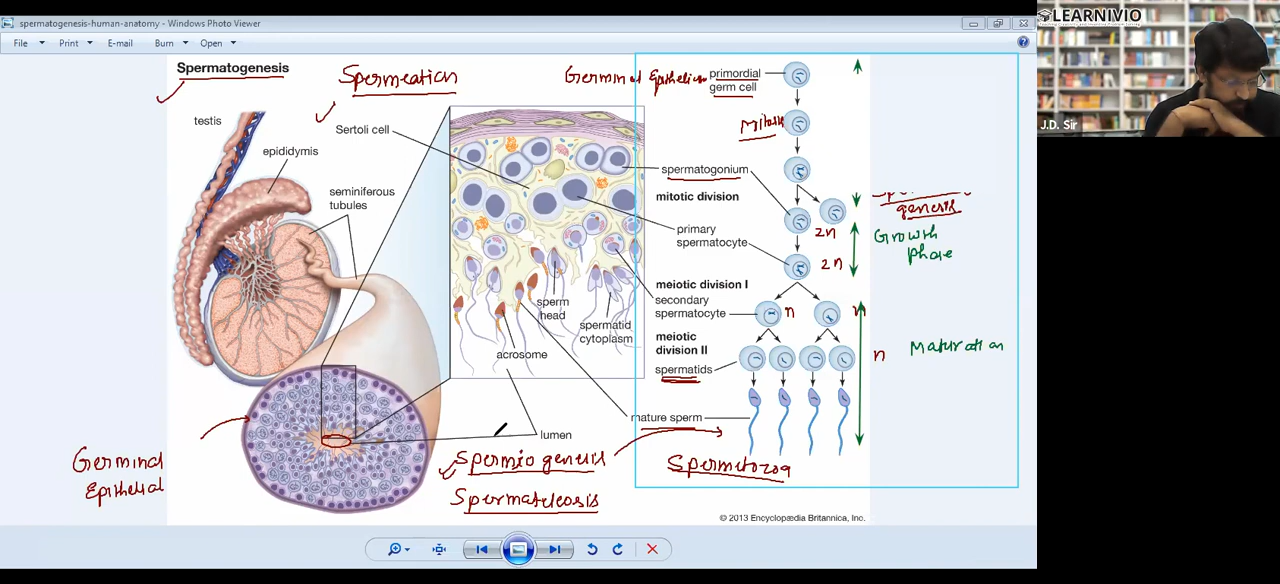 spermatogenesis-human-anatomy - Windows Photo Viewer
File Print E-mail Burn Open
LEARNIVIO
J.D. Sir
Spermatogenesis
Spermeation
Germinal Epithelium
primordial
germ cell
testis
Sertoli cell
Mitosis
epididymis
seminiferous
tubules
spermatogonium
mitotic division
genesis
2n
Growth
phase
primary
spermatocyte
2n
meiotic division I
secondary
spermatocyte
n
n
sperm
head
spermatid
cytoplasm
acrosome
meiotic
division II
spermatids
n
Maturation
mature sperm
lumen
Germinal
Epithelial
Spermiogenesis
Spermatozoa
Spermateleosis
© 2013 Encyclopædia Britannica, Inc.